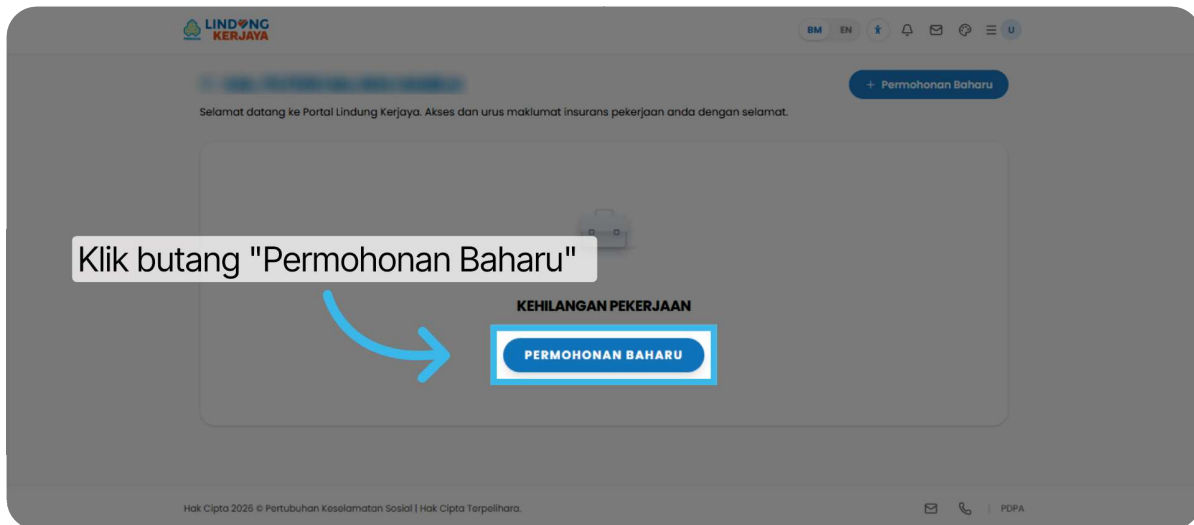 LINDUNG
KERJAYA
BM EN U
+ Permohonan Baharu
Selamat datang ke Portal Lindung Kerjaya. Akses dan urus maklumat insurans pekerjaan anda dengan selamat.
Klik butang "Permohonan Baharu"
KEHILANGAN PEKERJAAN
PERMOHONAN BAHARU
Hak Cipta 2026 © Pertubuhan Keselamatan Sosial | Hak Cipta Terpelihara.
| PDPA